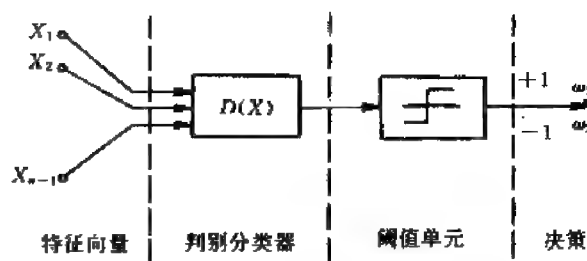 X₁
X₂
Xₙ₋₁
D(X)
+1
-1
ω
ω
特征向量
判别分类器
阈值单元
决策